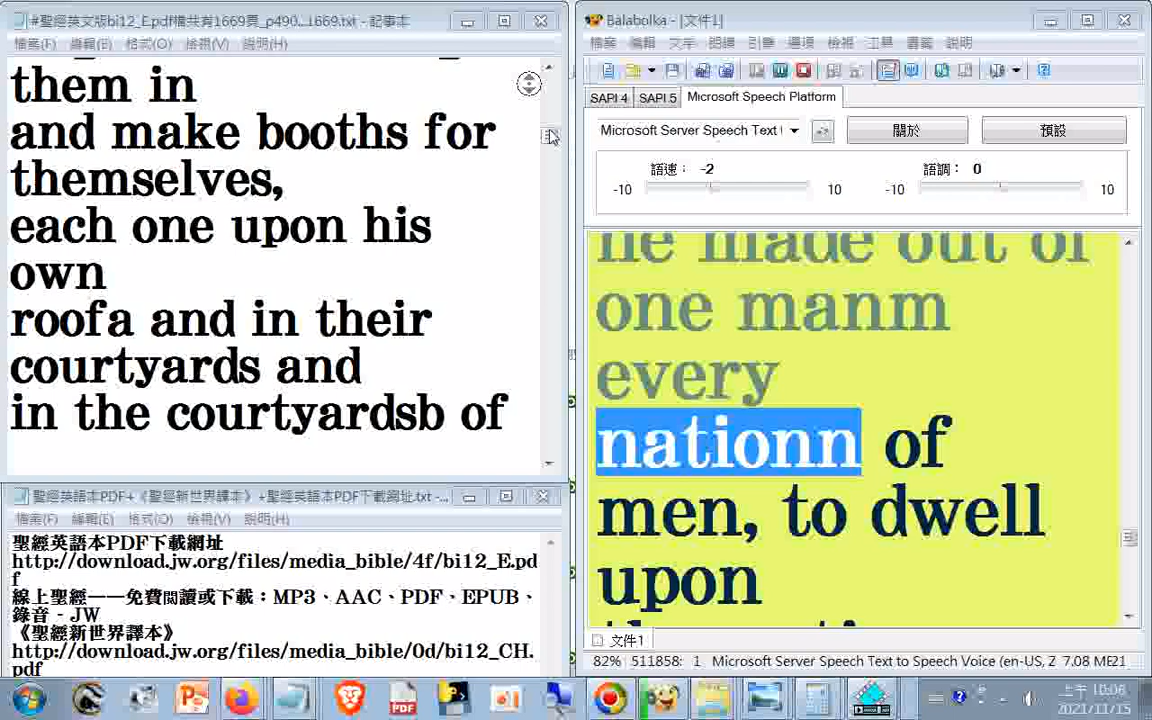 #聖經英文版bi12_E.pdf檔共有1669頁_p490...1669.txt - 記事本
檔案(F) 編輯(E) 格式(O) 檢視(V) 說明(H)
them in
and make booths for
themselves,
each one upon his
own
roofa and in their
courtyards and
in the courtyardsb of
聖經英語本PDF+《聖經新世界譯本》+聖經英語本PDF下載網址.txt -...
檔案(F) 編輯(E) 格式(O) 檢視(V) 說明(H)
聖經英語本PDF下載網址
http://download.jw.org/files/media_bible/4f/bi12_E.pd
f
線上聖經——免費閱讀或下載：MP3、AAC、PDF、EPUB、
錄音 - JW
《聖經新世界譯本》
http://download.jw.org/files/media_bible/0d/bi12_CH.
pdf
Balabolka - [文件1]
檔案 編輯 文字 朗讀 引擎 選項 檢視 工具 書籤 說明
SAPI 4 SAPI 5 Microsoft Speech Platform
Microsoft Server Speech Text 關於 預設
語速： -2 語調： 0
-10 10 -10 10
he made out of
one manm
every
nationn of
men, to dwell
upon
文件1
82% 511858: 1 Microsoft Server Speech Text to Speech Voice (en-US, Z 7.08 ME21
上午 10:06
2021/11/15